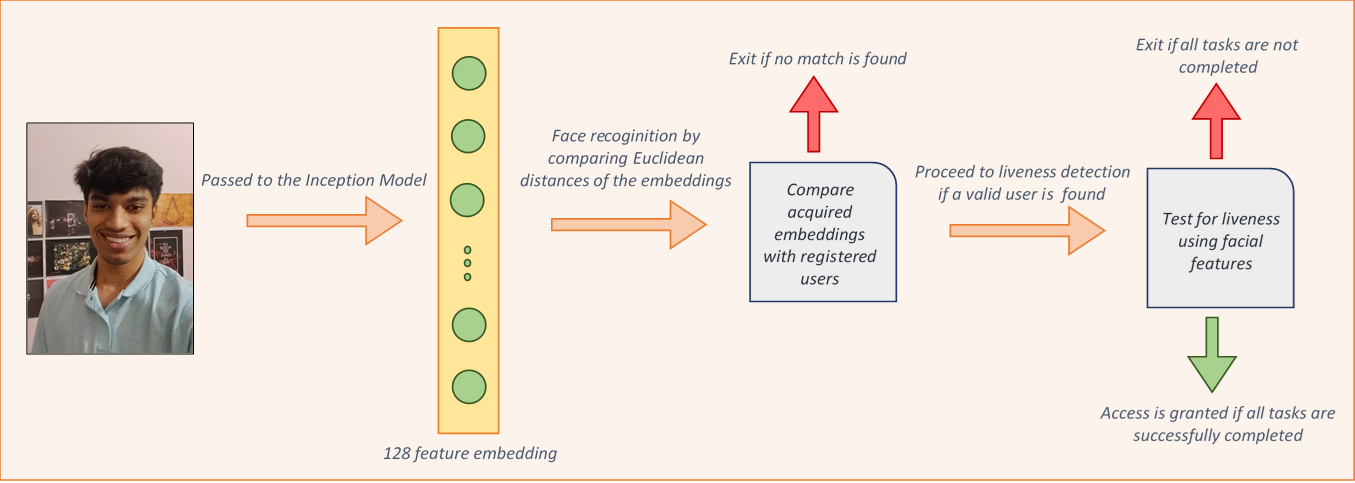 Passed to the Inception Model
128 feature embedding
Face recoginition by
comparing Euclidean
distances of the embeddings
Exit if no match is found
Compare
acquired
embeddings
with registered
users
Proceed to liveness detection
if a valid user is found
Exit if all tasks are not
completed
Test for liveness
using facial
features
Access is granted if all tasks are
successfully completed